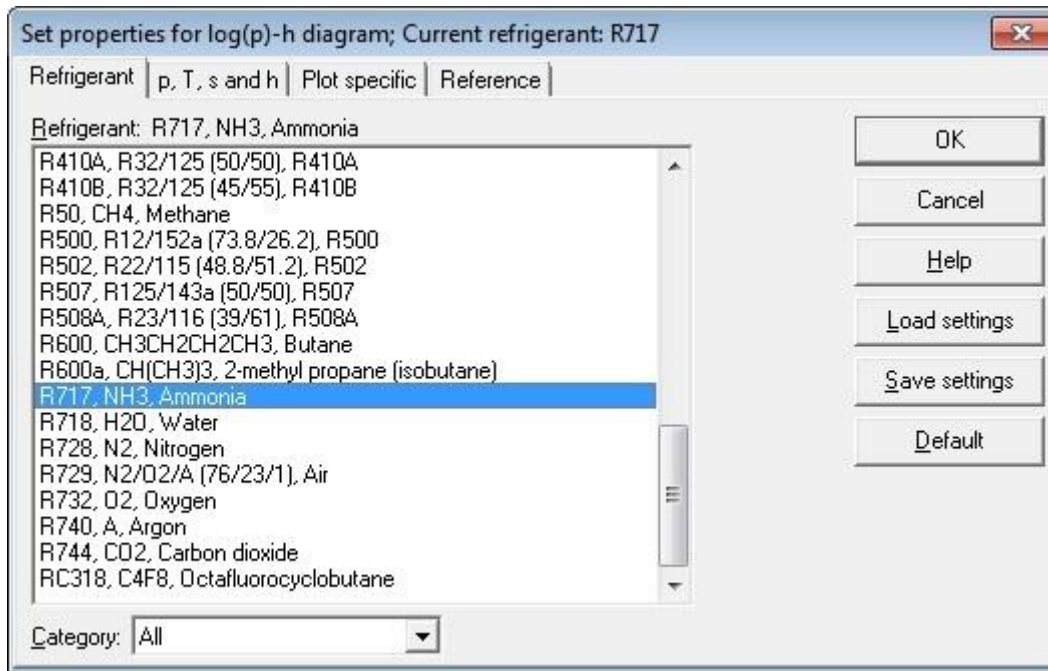 Set properties for log(p)-h diagram; Current refrigerant: R717
Refrigerant p, T, s and h Plot specific Reference
Refrigerant: R717, NH3, Ammonia
R410A, R32/125 (50/50), R410A
R410B, R32/125 (45/55), R410B
R50, CH4, Methane
R500, R12/152a (73.8/26.2), R500
R502, R22/115 (48.8/51.2), R502
R507, R125/143a (50/50), R507
R508A, R23/116 (39/61), R508A
R600, CH3CH2CH2CH3, Butane
R600a, CH(CH3)3, 2-methyl propane (isobutane)
R717, NH3, Ammonia
R718, H2O, Water
R728, N2, Nitrogen
R729, N2/O2/A (76/23/1), Air
R732, O2, Oxygen
R740, A, Argon
R744, CO2, Carbon dioxide
RC318, C4F8, Octafluorocyclobutane
Category: All
OK
Cancel
Help
Load settings
Save settings
Default